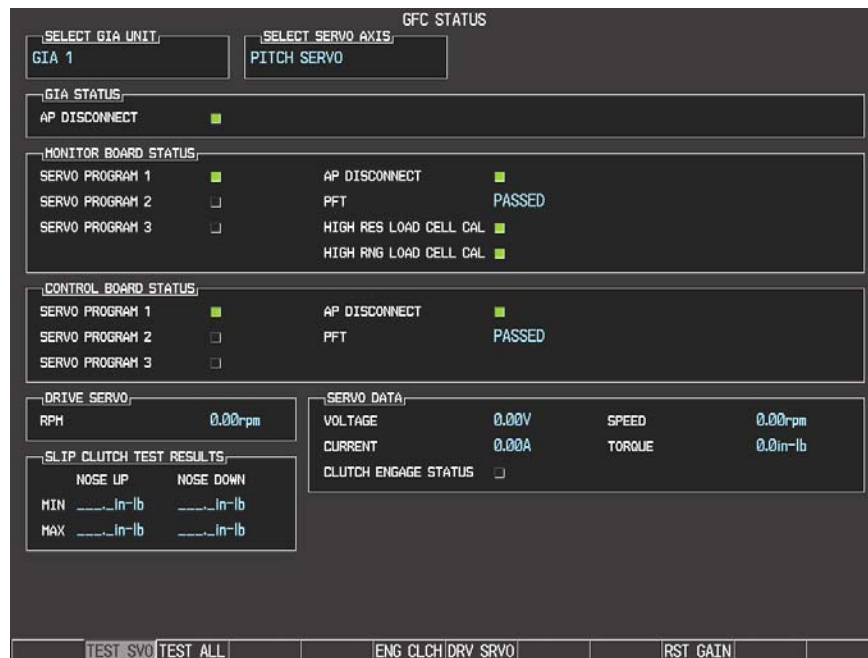 GFC STATUS
SELECT GIA UNIT
GIA 1
SELECT SERVO AXIS
PITCH SERVO
GIA STATUS
AP DISCONNECT
MONITOR BOARD STATUS
SERVO PROGRAM 1
SERVO PROGRAM 2
SERVO PROGRAM 3
AP DISCONNECT
PFT PASSED
HIGH RES LOAD CELL CAL
HIGH RNG LOAD CELL CAL
CONTROL BOARD STATUS
SERVO PROGRAM 1
SERVO PROGRAM 2
SERVO PROGRAM 3
AP DISCONNECT
PFT PASSED
DRIVE SERVO
RPM 0.00rpm
SLIP CLUTCH TEST RESULTS
NOSE UP NOSE DOWN
MIN ___._in-lb ___._in-lb
MAX ___._in-lb ___._in-lb
SERVO DATA
VOLTAGE 0.00V SPEED 0.00rpm
CURRENT 0.00A TORQUE 0.0in-lb
CLUTCH ENGAGE STATUS
TEST SVO TEST ALL ENG CLCH DRV SRVO RST GAIN